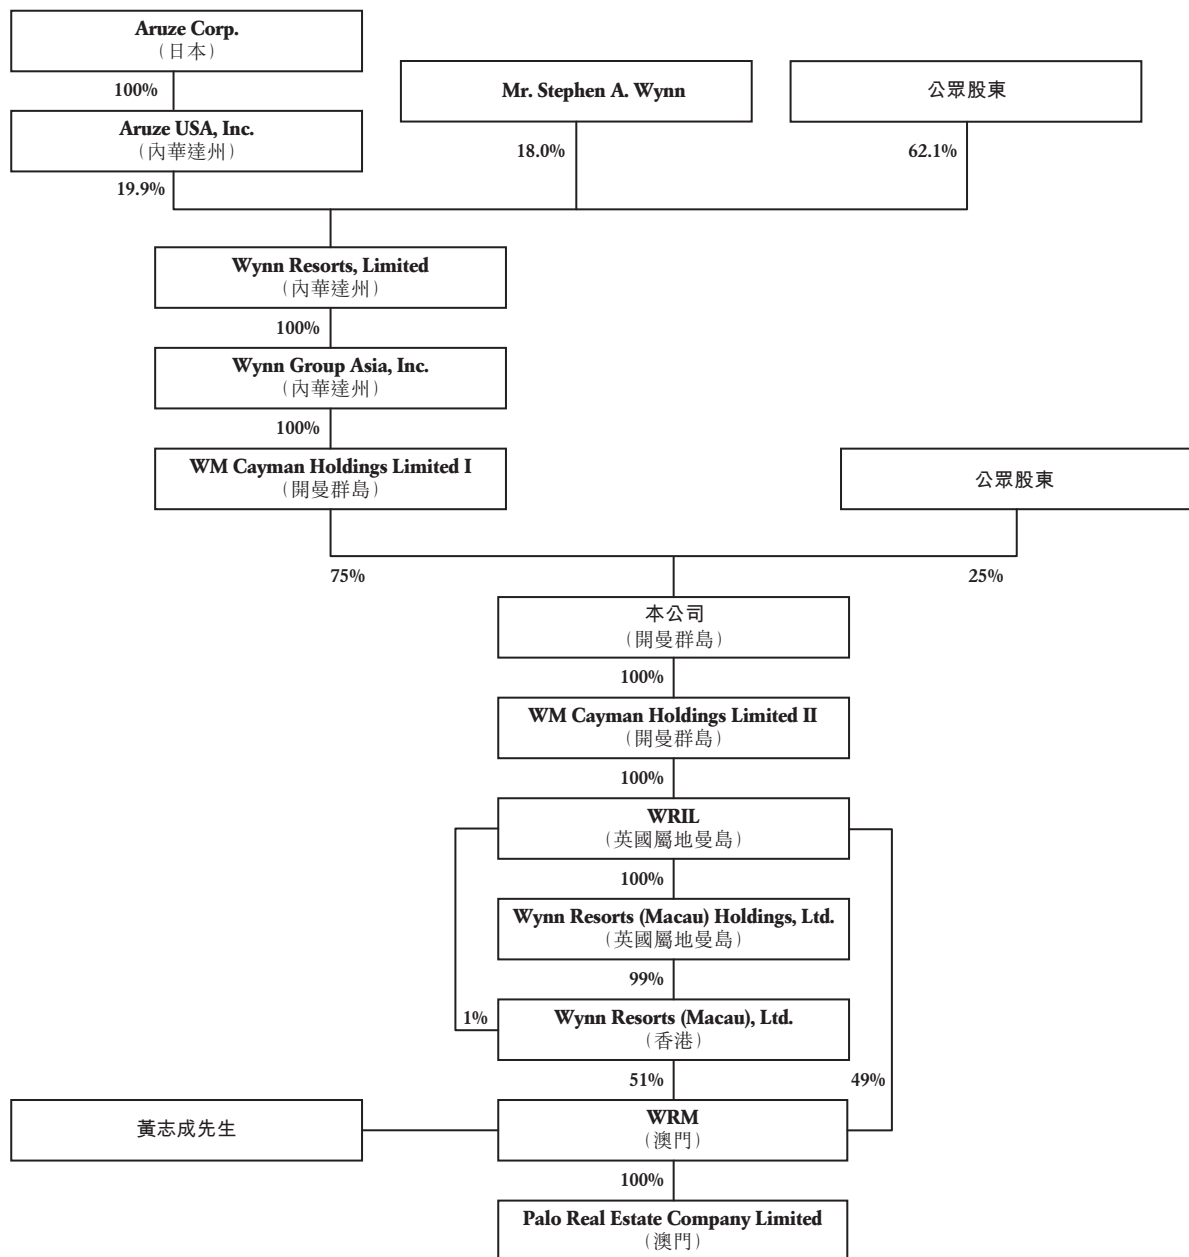 Aruze Corp.
(日本)
100%
Mr. Stephen A. Wynn
公眾股東
Aruze USA, Inc.
(內華達州)
18.0%
62.1%
19.9%
Wynn Resorts, Limited
(內華達州)
100%
Wynn Group Asia, Inc.
(內華達州)
100%
WM Cayman Holdings Limited I
(開曼群島)
公眾股東
75%
25%
本公司
(開曼群島)
100%
WM Cayman Holdings Limited II
(開曼群島)
100%
WRIL
(英國屬地曼島)
100%
Wynn Resorts (Macau) Holdings, Ltd.
(英國屬地曼島)
99%
1%
Wynn Resorts (Macau), Ltd.
(香港)
51%
49%
黃志成先生
WRM
(澳門)
100%
Palo Real Estate Company Limited
(澳門)